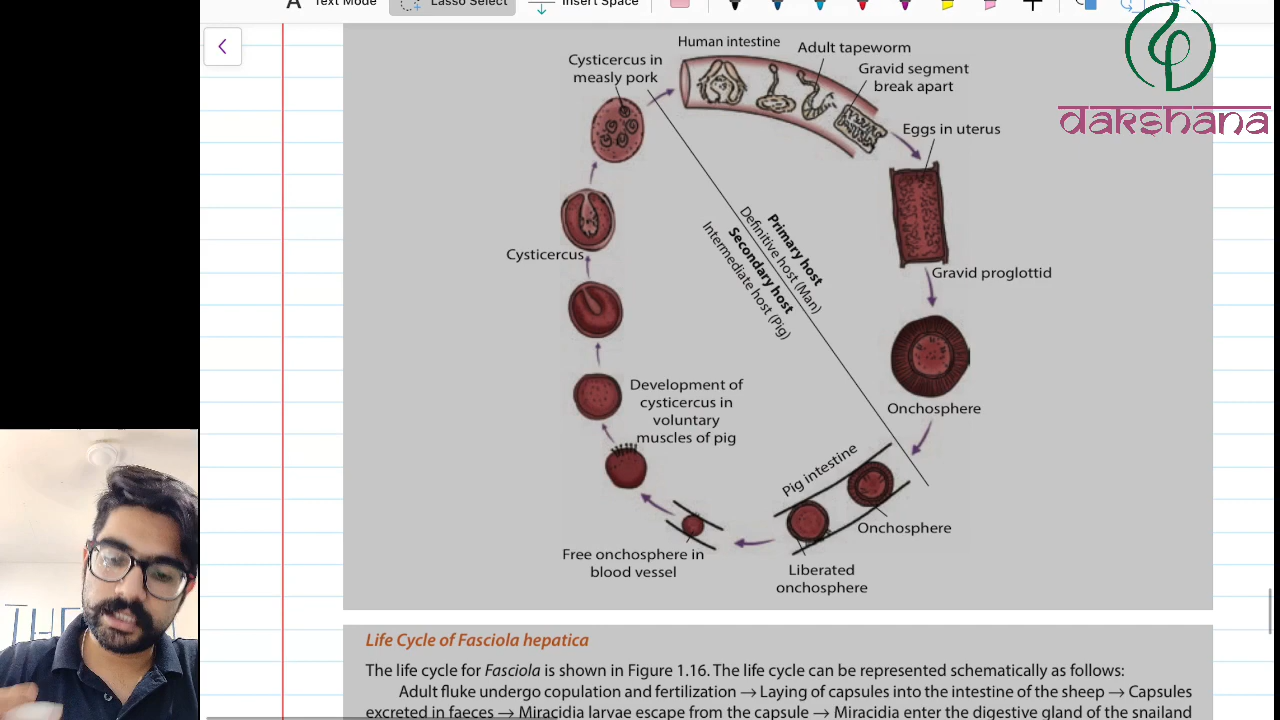 Text Mode
Lasso Select
Insert Space
dakshana
Human intestine
Adult tapeworm
Cysticercus in
measly pork
Gravid segment
break apart
Eggs in uterus
Primary host
Definitive host (Man)
Secondary host
Intermediate host (Pig)
Cysticercus
Gravid proglottid
Development of
cysticercus in
voluntary
muscles of pig
Onchosphere
Pig intestine
Onchosphere
Free onchosphere in
blood vessel
Liberated
onchosphere
Life Cycle of Fasciola hepatica
The life cycle for Fasciola is shown in Figure 1.16. The life cycle can be represented schematically as follows:
Adult fluke undergo copulation and fertilization → Laying of capsules into the intestine of the sheep → Capsules
excreted in faeces → Miracidia larvae escape from the capsule → Miracidia enter the digestive gland of the snailand